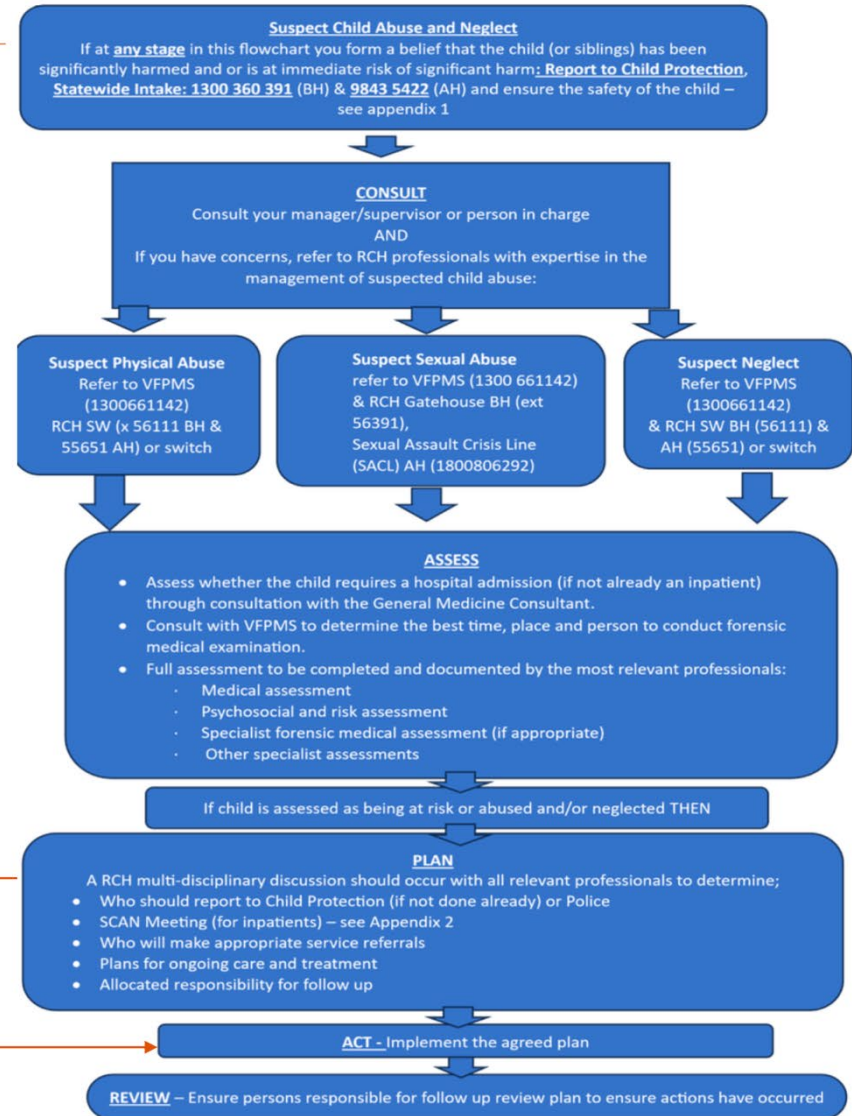 Suspect Child Abuse and Neglect
If at any stage in this flowchart you form a belief that the child (or siblings) has been
significantly harmed and or is at immediate risk of significant harm: Report to Child Protection,
Statewide Intake: 1300 360 391 (BH) & 9843 5422 (AH) and ensure the safety of the child –
see appendix 1
CONSULT
Consult your manager/supervisor or person in charge
AND
If you have concerns, refer to RCH professionals with expertise in the
management of suspected child abuse:
Suspect Physical Abuse
Refer to VFPMS
(1300661142)
RCH SW (x 56111 BH &
55651 AH) or switch
Suspect Sexual Abuse
refer to VFPMS (1300 661142)
& RCH Gatehouse BH (ext
56391),
Sexual Assault Crisis Line
(SACL) AH (1800806292)
Suspect Neglect
Refer to VFPMS
(1300661142)
& RCH SW BH (56111) &
AH (55651) or switch
ASSESS
• Assess whether the child requires a hospital admission (if not already an inpatient)
through consultation with the General Medicine Consultant.
• Consult with VFPMS to determine the best time, place and person to conduct forensic
medical examination.
• Full assessment to be completed and documented by the most relevant professionals:
· Medical assessment
· Psychosocial and risk assessment
· Specialist forensic medical assessment (if appropriate)
· Other specialist assessments
If child is assessed as being at risk or abused and/or neglected THEN
PLAN
A RCH multi-disciplinary discussion should occur with all relevant professionals to determine;
• Who should report to Child Protection (if not done already) or Police
• SCAN Meeting (for inpatients) – see Appendix 2
• Who will make appropriate service referrals
• Plans for ongoing care and treatment
• Allocated responsibility for follow up
ACT - Implement the agreed plan
REVIEW – Ensure persons responsible for follow up review plan to ensure actions have occurred